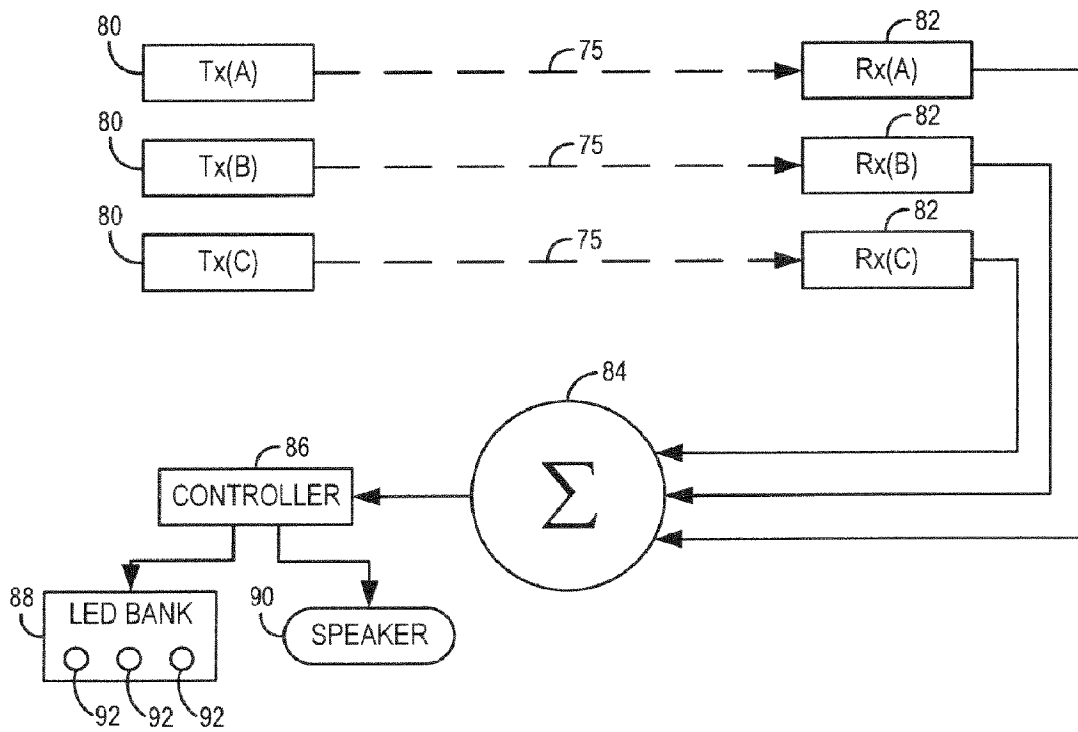 80 Tx(A) 75 82 Rx(A)
80 Tx(B) 75 82 Rx(B)
80 Tx(C) 75 82 Rx(C)
84
Σ
86
CONTROLLER
88 LED BANK
90 SPEAKER
92 92 92